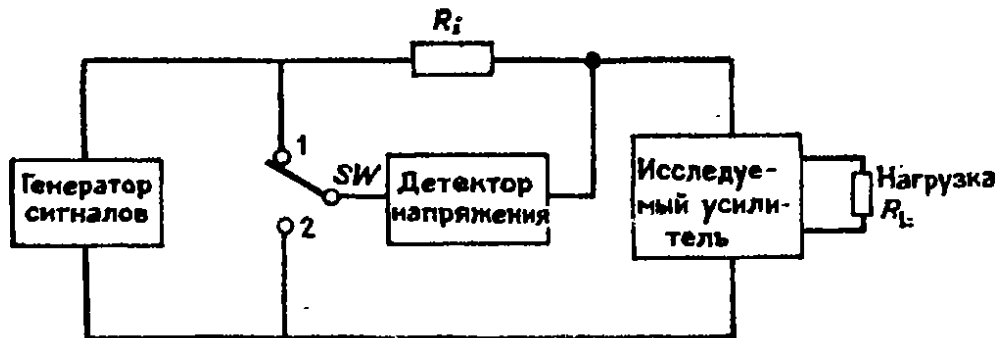 Ri
1
SW
2
Генератор
сигналов
Детектор
напряжения
Исследуе-
мый усили-
тель
Нагрузка
RL